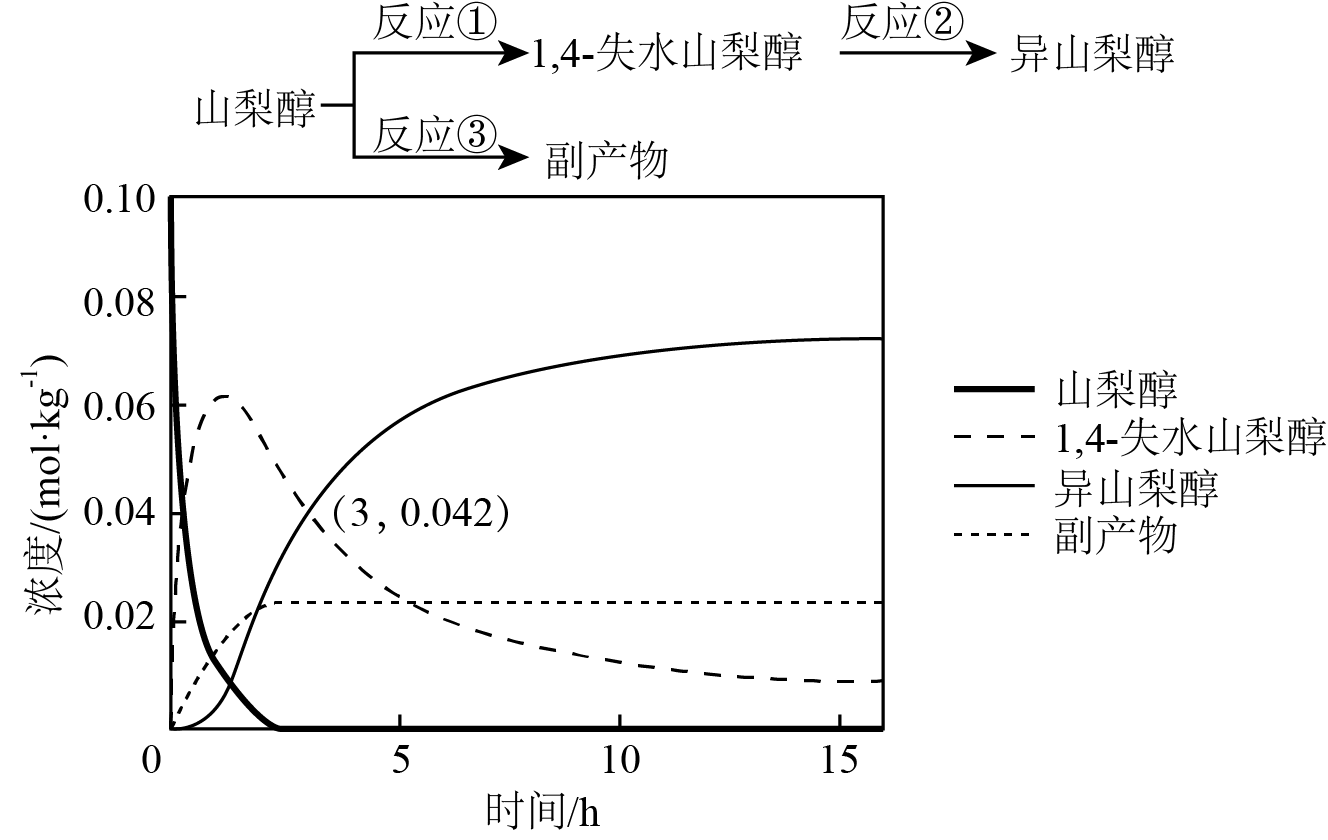 反应① 反应②
1,4-失水山梨醇 异山梨醇
山梨醇
反应③
副产物
浓度/(mol·kg⁻¹)
0.10
0.08
0.06
0.04
0.02
0
5
10
15
(3, 0.042)
时间/h
山梨醇
1,4-失水山梨醇
异山梨醇
副产物